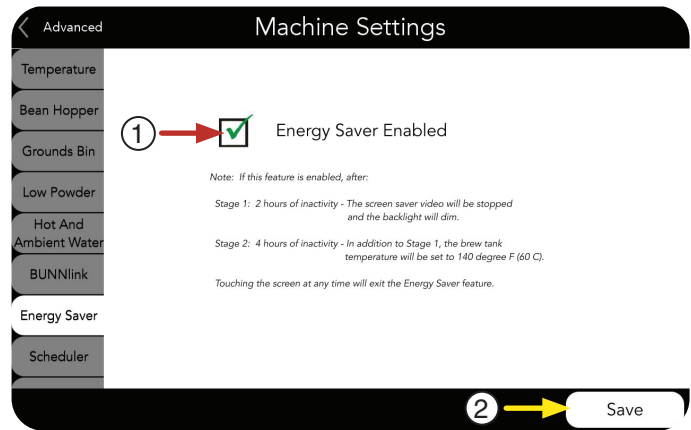 Advanced
Machine Settings
Temperature
Bean Hopper
Grounds Bin
Low Powder
Hot And
Ambient Water
BUNNlink
Energy Saver
Scheduler
1
Energy Saver Enabled
Note: If this feature is enabled, after:
Stage 1: 2 hours of inactivity - The screen saver video will be stopped
and the backlight will dim.
Stage 2: 4 hours of inactivity - In addition to Stage 1, the brew tank
temperature will be set to 140 degree F (60 C).
Touching the screen at any time will exit the Energy Saver feature.
2
Save